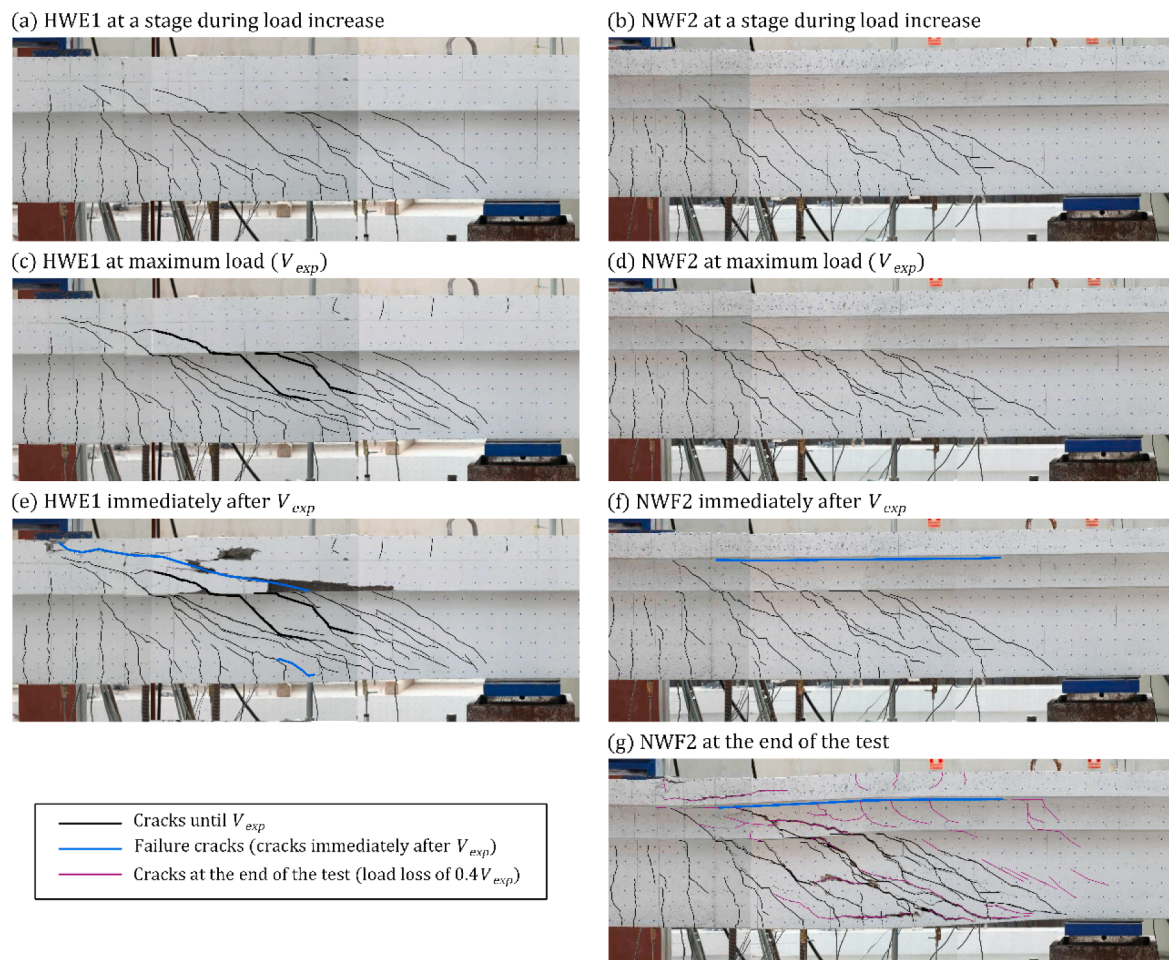 (a) HWE1 at a stage during load increase
(b) NWF2 at a stage during load increase
(c) HWE1 at maximum load (V_exp)
(d) NWF2 at maximum load (V_exp)
(e) HWE1 immediately after V_exp
(f) NWF2 immediately after V_exp
(g) NWF2 at the end of the test
Cracks until V_exp
Failure cracks (cracks immediately after V_exp)
Cracks at the end of the test (load loss of 0.4V_exp)